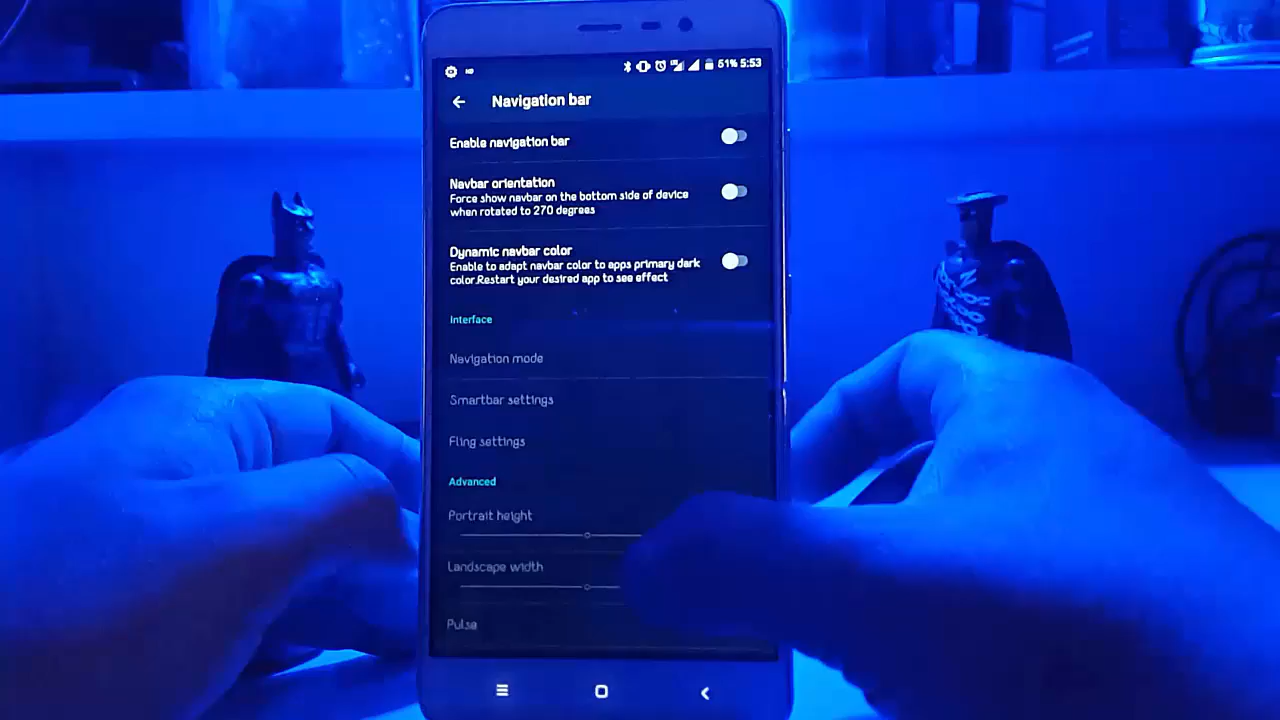 HD 51% 5:53
Navigation bar
Enable navigation bar
Navbar orientation
Force show navbar on the bottom side of device
when rotated to 270 degrees
Dynamic navbar color
Enable to adapt navbar color to apps primary dark
color.Restart your desired app to see effect
Interface
Navigation mode
Smartbar settings
Fling settings
Advanced
Portrait height
Landscape width
Pulse